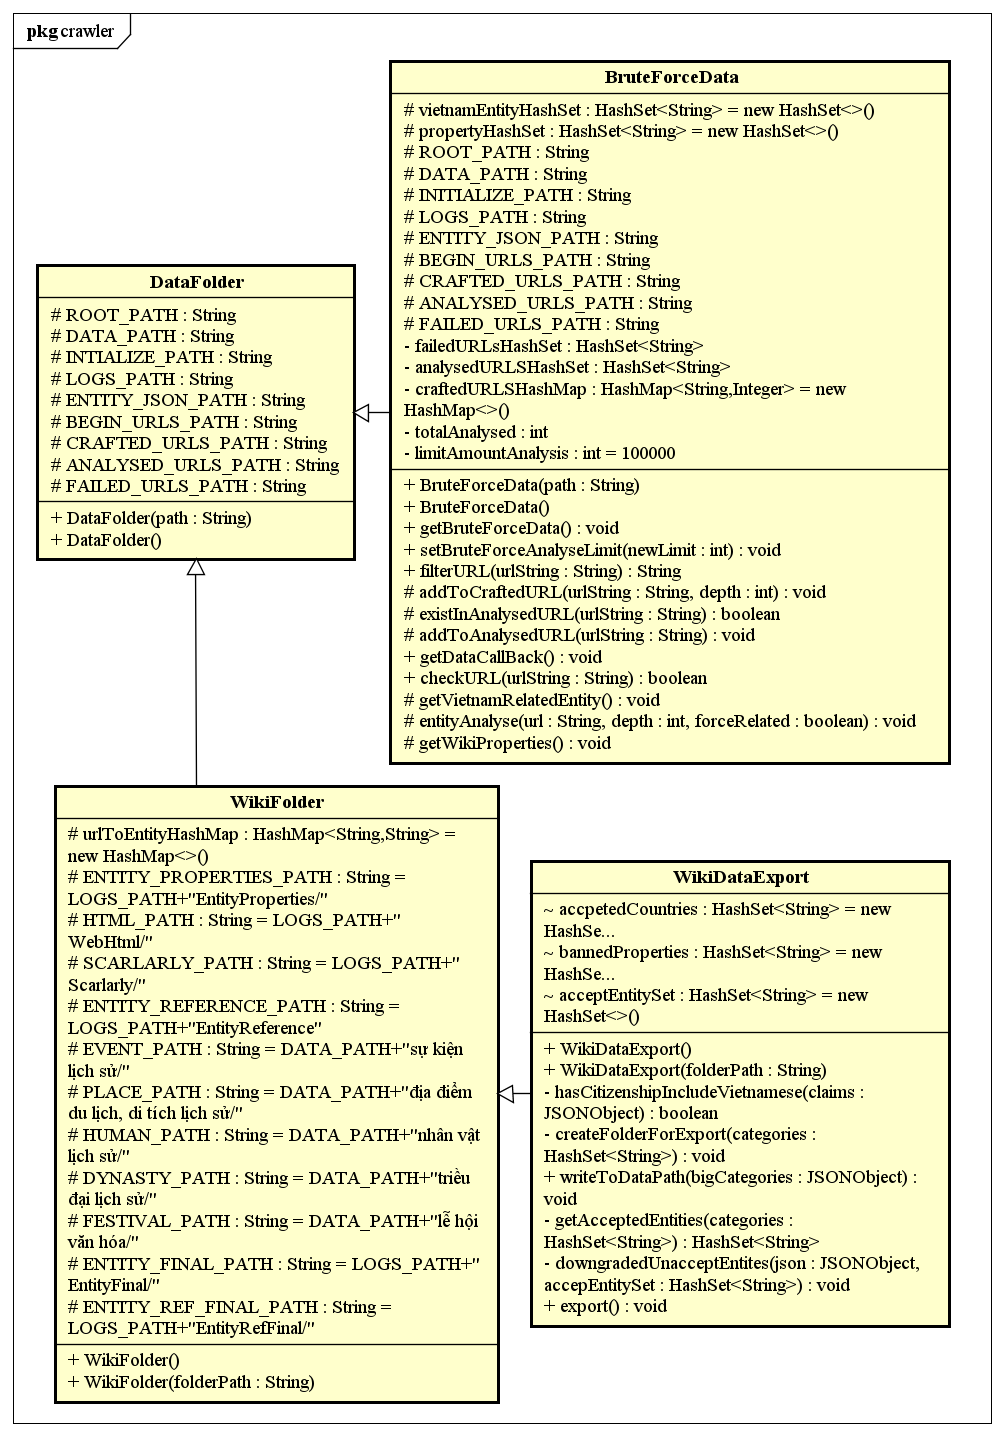 pkg crawler
BruteForceData
# vietnamEntityHashSet : HashSet<String> = new HashSet<>()
# propertyHashSet : HashSet<String> = new HashSet<>()
# ROOT_PATH : String
# DATA_PATH : String
# INITIALIZE_PATH : String
# LOGS_PATH : String
# ENTITY_JSON_PATH : String
# BEGIN_URLS_PATH : String
# CRAFTED_URLS_PATH : String
# ANALYSED_URLS_PATH : String
# FAILED_URLS_PATH : String
- failedURLsHashSet : HashSet<String>
- analysedURLSHashSet : HashSet<String>
- craftedURLSHashMap : HashMap<String,Integer> = new
HashMap<>()
- totalAnalysed : int
- limitAmountAnalysis : int = 100000
+ BruteForceData(path : String)
+ BruteForceData()
+ getBruteForceData() : void
+ setBruteForceAnalyseLimit(newLimit : int) : void
+ filterURL(urlString : String) : String
# addToCraftedURL(urlString : String, depth : int) : void
# existInAnalysedURL(urlString : String) : boolean
# addToAnalysedURL(urlString : String) : void
+ getDataCallBack() : void
+ checkURL(urlString : String) : boolean
# getVietnamRelatedEntity() : void
# entityAnalyse(url : String, depth : int, forceRelated : boolean) : void
# getWikiProperties() : void
DataFolder
# ROOT_PATH : String
# DATA_PATH : String
# INTIALIZE_PATH : String
# LOGS_PATH : String
# ENTITY_JSON_PATH : String
# BEGIN_URLS_PATH : String
# CRAFTED_URLS_PATH : String
# ANALYSED_URLS_PATH : String
# FAILED_URLS_PATH : String
+ DataFolder(path : String)
+ DataFolder()
WikiFolder
# urlToEntityHashMap : HashMap<String,String> =
new HashMap<>()
# ENTITY_PROPERTIES_PATH : String =
LOGS_PATH+"EntityProperties/"
# HTML_PATH : String = LOGS_PATH+"
WebHtml/"
# SCARLARLY_PATH : String = LOGS_PATH+"
Scarlarly/"
# ENTITY_REFERENCE_PATH : String =
LOGS_PATH+"EntityReference"
# EVENT_PATH : String = DATA_PATH+"sự kiện
lịch sử/"
# PLACE_PATH : String = DATA_PATH+"địa điểm
du lịch, di tích lịch sử/"
# HUMAN_PATH : String = DATA_PATH+"nhân vật
lịch sử/"
# DYNASTY_PATH : String = DATA_PATH+"triều
đại lịch sử/"
# FESTIVAL_PATH : String = DATA_PATH+"lễ hội
văn hóa/"
# ENTITY_FINAL_PATH : String = LOGS_PATH+"
EntityFinal/"
# ENTITY_REF_FINAL_PATH : String =
LOGS_PATH+"EntityRefFinal/"
+ WikiFolder()
+ WikiFolder(folderPath : String)
WikiDataExport
~ accpetedCountries : HashSet<String> = new
HashSe...
~ bannedProperties : HashSet<String> = new
HashSe...
~ acceptEntitySet : HashSet<String> = new
HashSet<>()
+ WikiDataExport()
+ WikiDataExport(folderPath : String)
- hasCitizenshipIncludeVietnamese(claims :
JSONObject) : boolean
- createFolderForExport(categories :
HashSet<String>) : void
+ writeToDataPath(bigCategories : JSONObject) :
void
- getAcceptedEntities(categories :
HashSet<String>) : HashSet<String>
- downgradedUnacceptEntites(json : JSONObject,
accepEntitySet : HashSet<String>) : void
+ export() : void